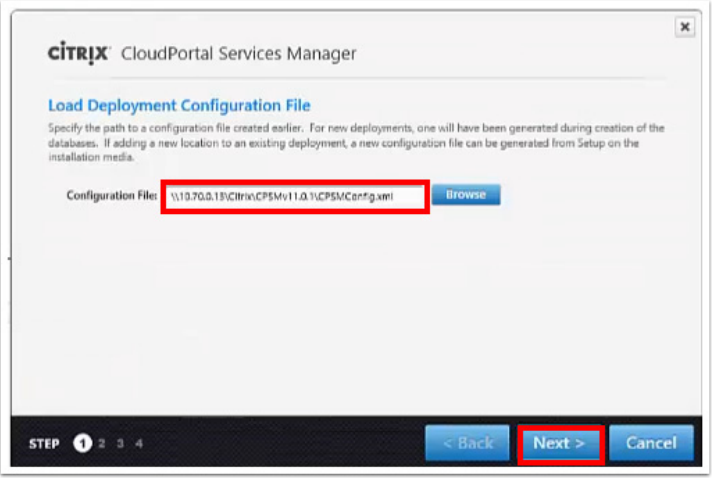 CİTRIX CloudPortal Services Manager
Load Deployment Configuration File
Specify the path to a configuration file created earlier. For new deployments, one will have been generated during creation of the
databases. If adding a new location to an existing deployment, a new configuration file can be generated from Setup on the
installation media.
Configuration File: \\10.70.0.15\Citrix\CPSMv11.0.1\CPSMConfig.xml Browse
STEP 1 2 3 4 < Back Next > Cancel